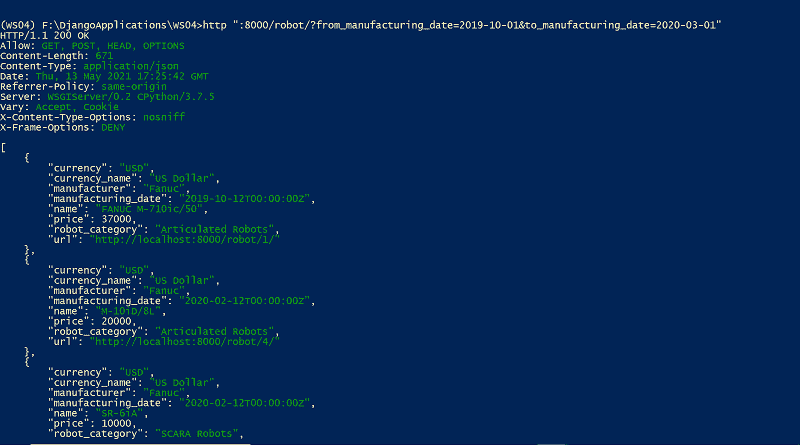 (WS04) F:\DjangoApplications\WS04>http ":8000/robot/?from_manufacturing_date=2019-10-01&to_manufacturing_date=2020-03-01"
HTTP/1.1 200 OK
Allow: GET, POST, HEAD, OPTIONS
Content-Length: 671
Content-Type: application/json
Date: Thu, 13 May 2021 17:25:42 GMT
Referrer-Policy: same-origin
Server: WSGIServer/0.2 CPython/3.7.5
Vary: Accept, Cookie
X-Content-Type-Options: nosniff
X-Frame-Options: DENY
[
{
"currency": "USD",
"currency_name": "US Dollar",
"manufacturer": "Fanuc",
"manufacturing_date": "2019-10-12T00:00:00Z",
"name": "FANUC M-710ic/50",
"price": 37000,
"robot_category": "Articulated Robots",
"url": "http://localhost:8000/robot/1/"
},
{
"currency": "USD",
"currency_name": "US Dollar",
"manufacturer": "Fanuc",
"manufacturing_date": "2020-02-12T00:00:00Z",
"name": "M-10iD/8L",
"price": 20000,
"robot_category": "Articulated Robots",
"url": "http://localhost:8000/robot/4/"
},
{
"currency": "USD",
"currency_name": "US Dollar",
"manufacturer": "Fanuc",
"manufacturing_date": "2020-02-12T00:00:00Z",
"name": "SR-6iA",
"price": 10000,
"robot_category": "SCARA Robots",